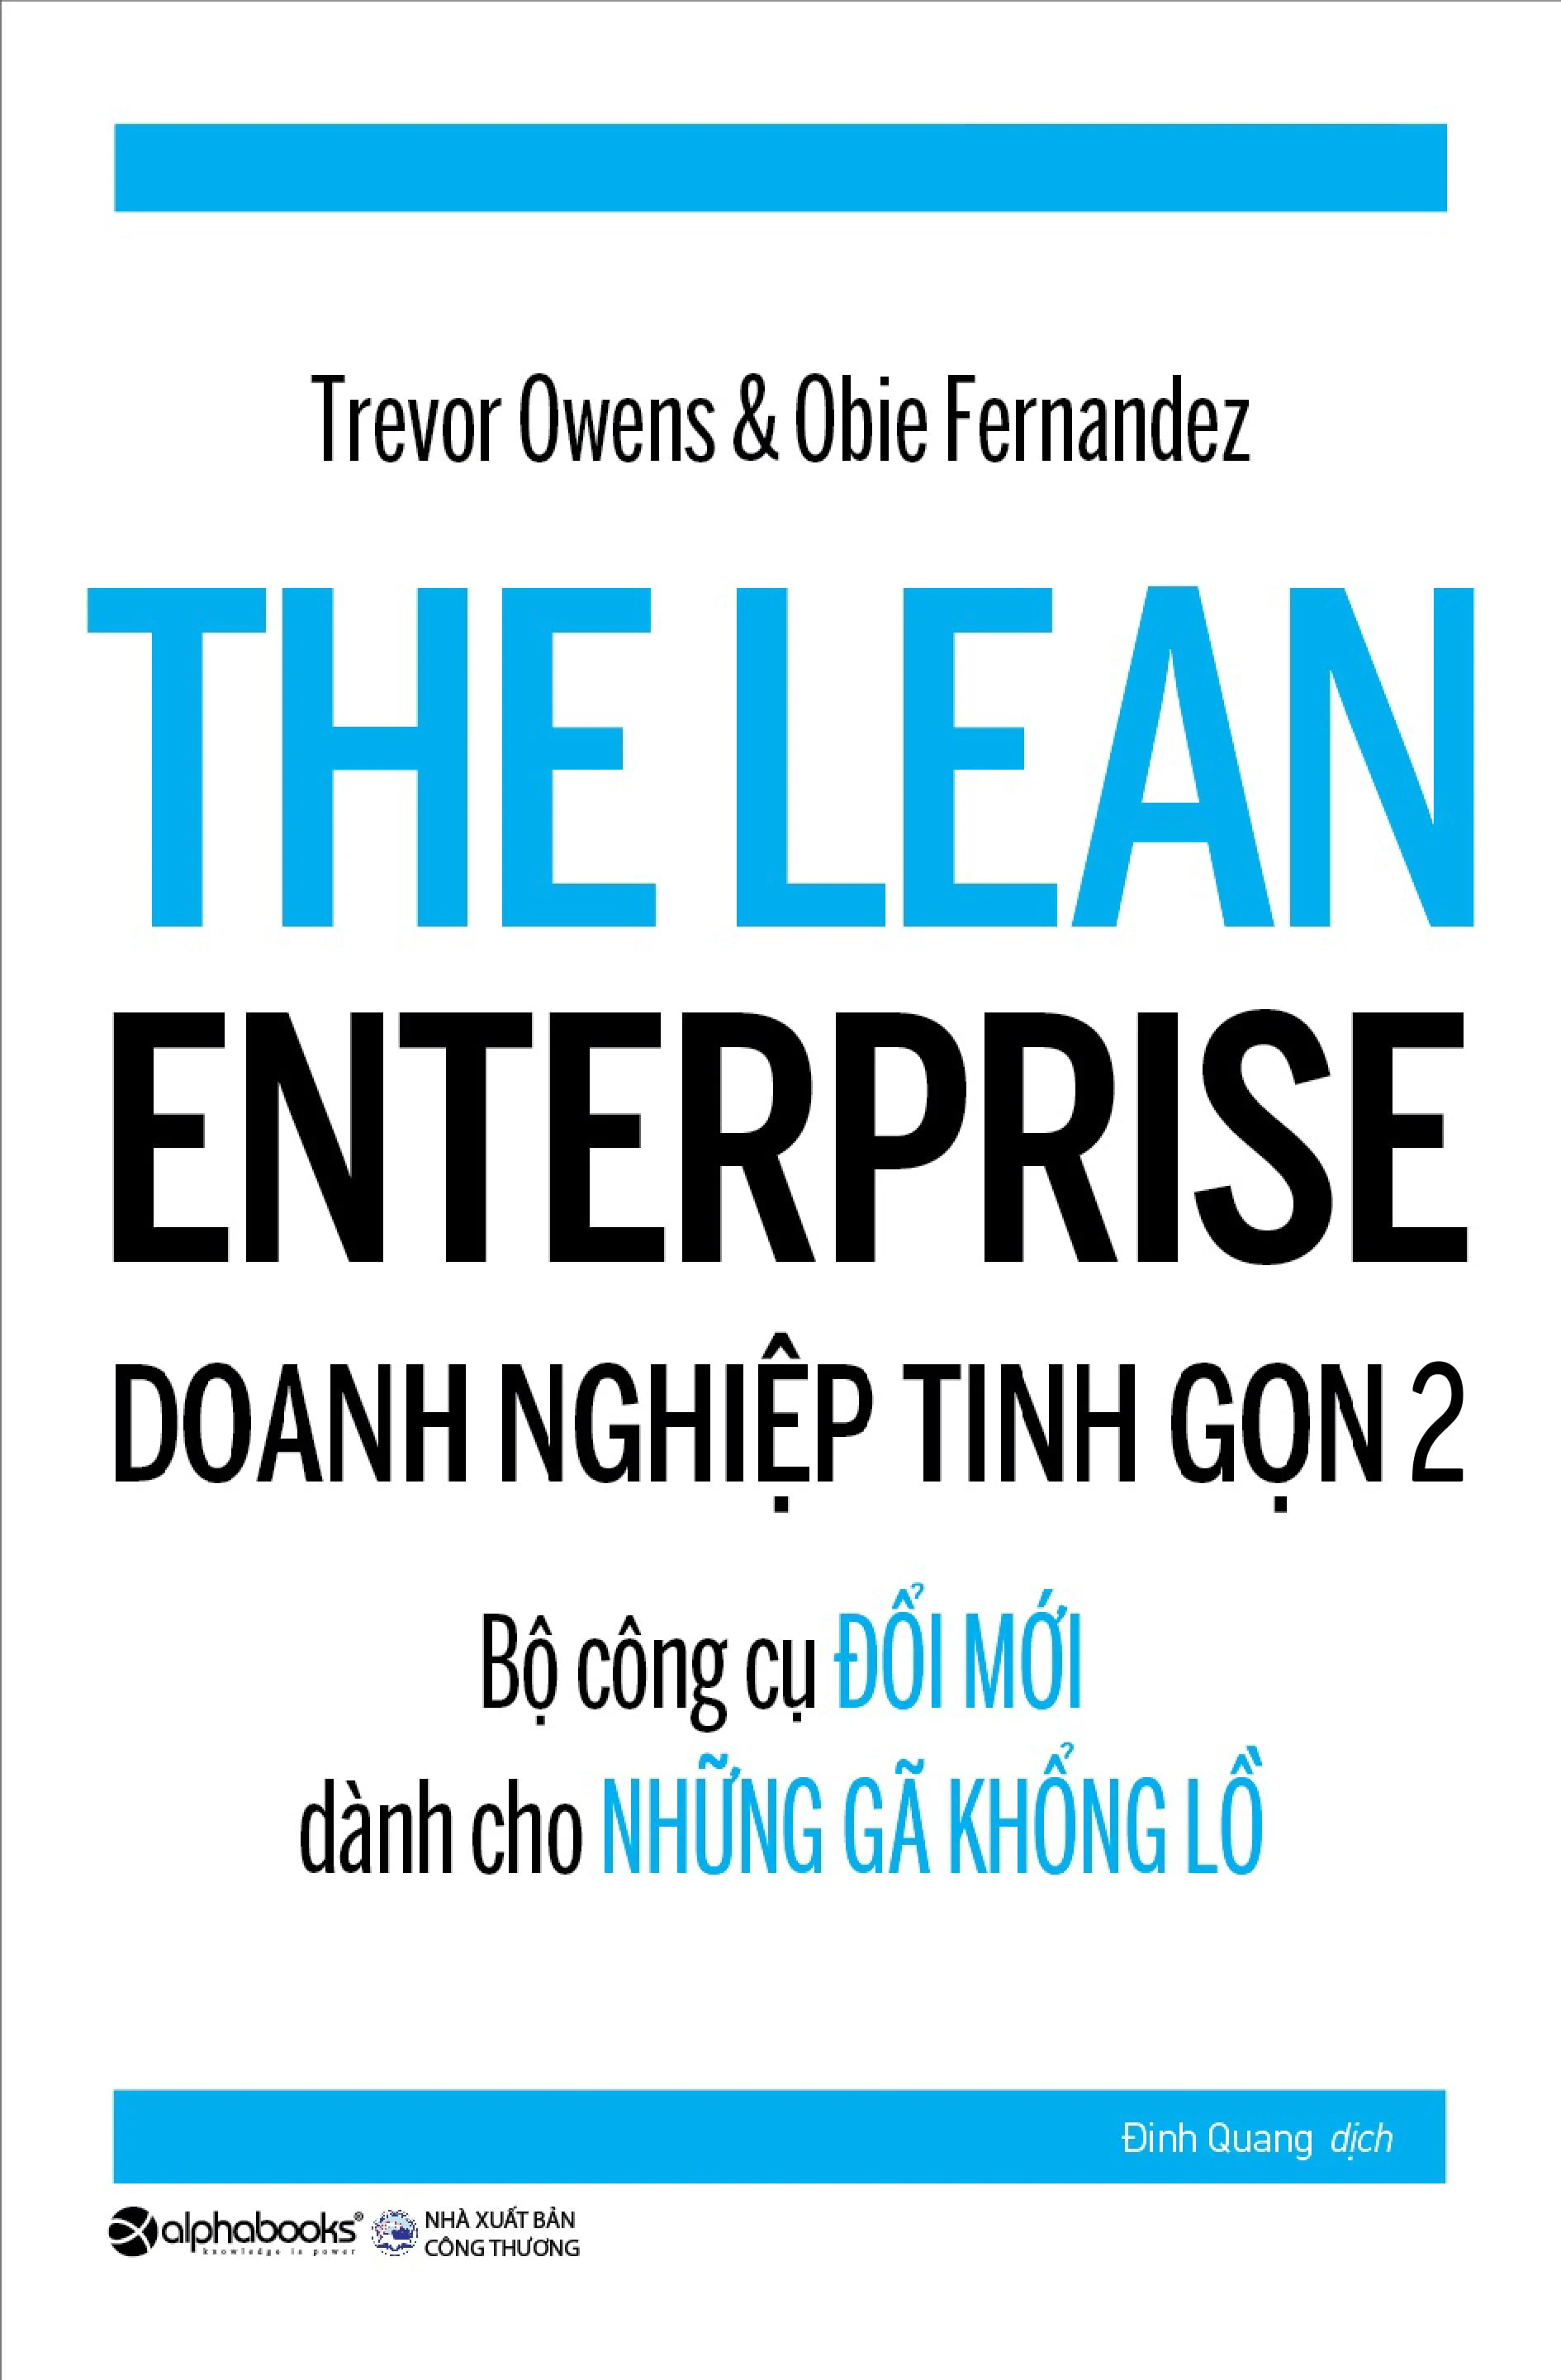 Trevor Owens & Obie Fernandez
THE LEAN
ENTERPRISE
DOANH NGHIỆP TINH GỌN 2
Bộ công cụ ĐỔI MỚI
dành cho NHỮNG GÃ KHỔNG LỒ
Đinh Quang dịch
alphabooks®
knowledge is power
NHÀ XUẤT BẢN
CÔNG THƯƠNG